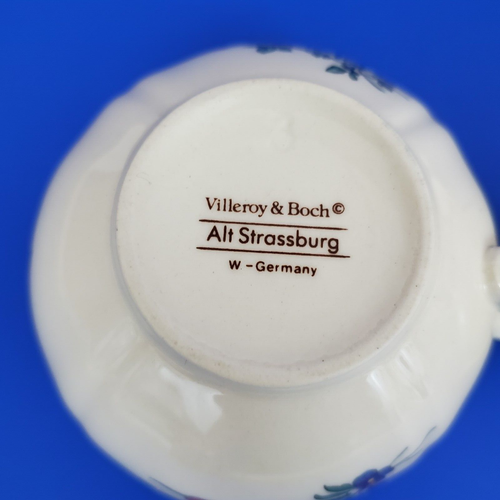 Villeroy & Boch©
Alt Strassburg
W-Germany